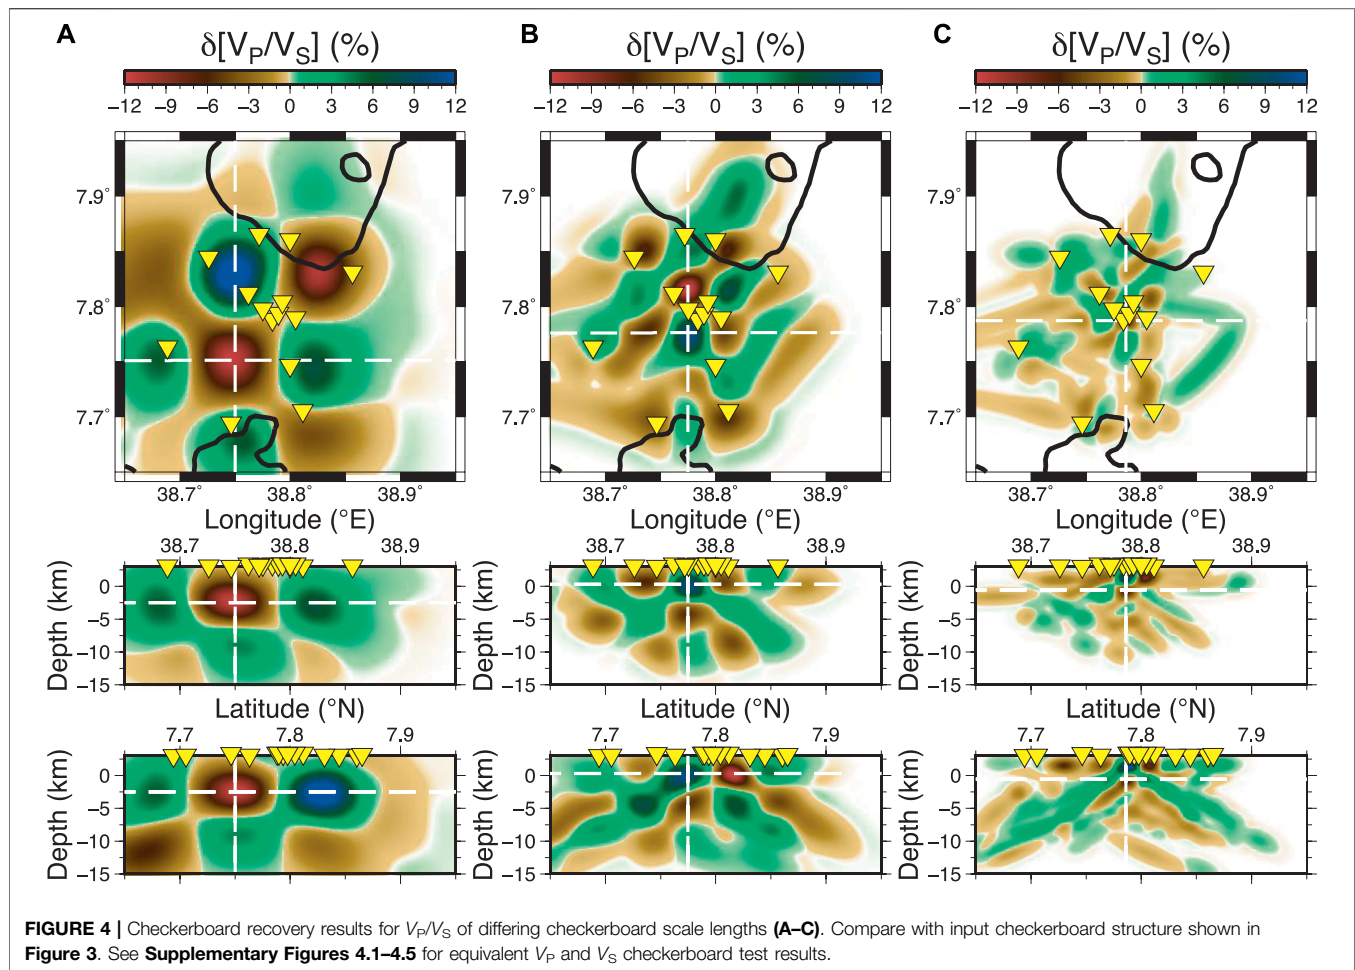 A
B
C
δ[VP/VS] (%)
δ[VP/VS] (%)
δ[VP/VS] (%)
−12 −9 −6 −3 0 3 6 9 12
−12 −9 −6 −3 0 3 6 9 12
−12 −9 −6 −3 0 3 6 9 12
7.9°
7.8°
7.7°
7.9°
7.8°
7.7°
7.9°
7.8°
7.7°
38.7° 38.8° 38.9°
38.7° 38.8° 38.9°
38.7° 38.8° 38.9°
Longitude (°E)
Longitude (°E)
Longitude (°E)
38.7 38.8 38.9
38.7 38.8 38.9
38.7 38.8 38.9
Depth (km)
0
−5
−10
−15
Depth (km)
0
−5
−10
−15
Depth (km)
0
−5
−10
−15
Latitude (°N)
Latitude (°N)
Latitude (°N)
7.7 7.8 7.9
7.7 7.8 7.9
7.7 7.8 7.9
Depth (km)
0
−5
−10
−15
Depth (km)
0
−5
−10
−15
Depth (km)
0
−5
−10
−15
FIGURE 4 | Checkerboard recovery results for VP/VS of differing checkerboard scale lengths (A–C). Compare with input checkerboard structure shown in
Figure 3. See Supplementary Figures 4.1–4.5 for equivalent VP and VS checkerboard test results.